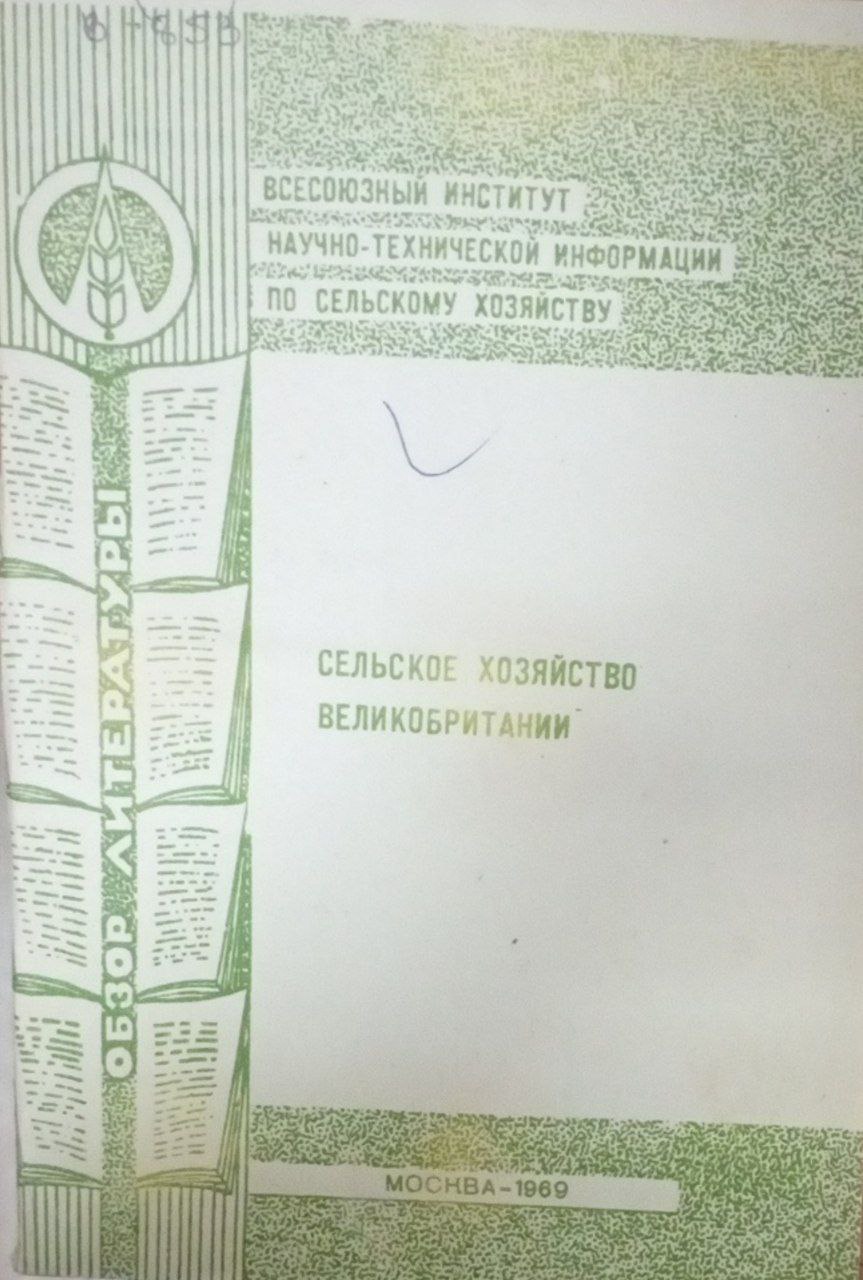 ВСЕСОЮЗНЫЙ ИНСТИТУТ
НАУЧНО-ТЕХНИЧЕСКОЙ ИНФОРМАЦИИ
ПО СЕЛЬСКОМУ ХОЗЯЙСТВУ
ОБЗОР ЛИТЕРАТУРЫ
СЕЛЬСКОЕ ХОЗЯЙСТВО
ВЕЛИКОБРИТАНИИ
МОСКВА-1969